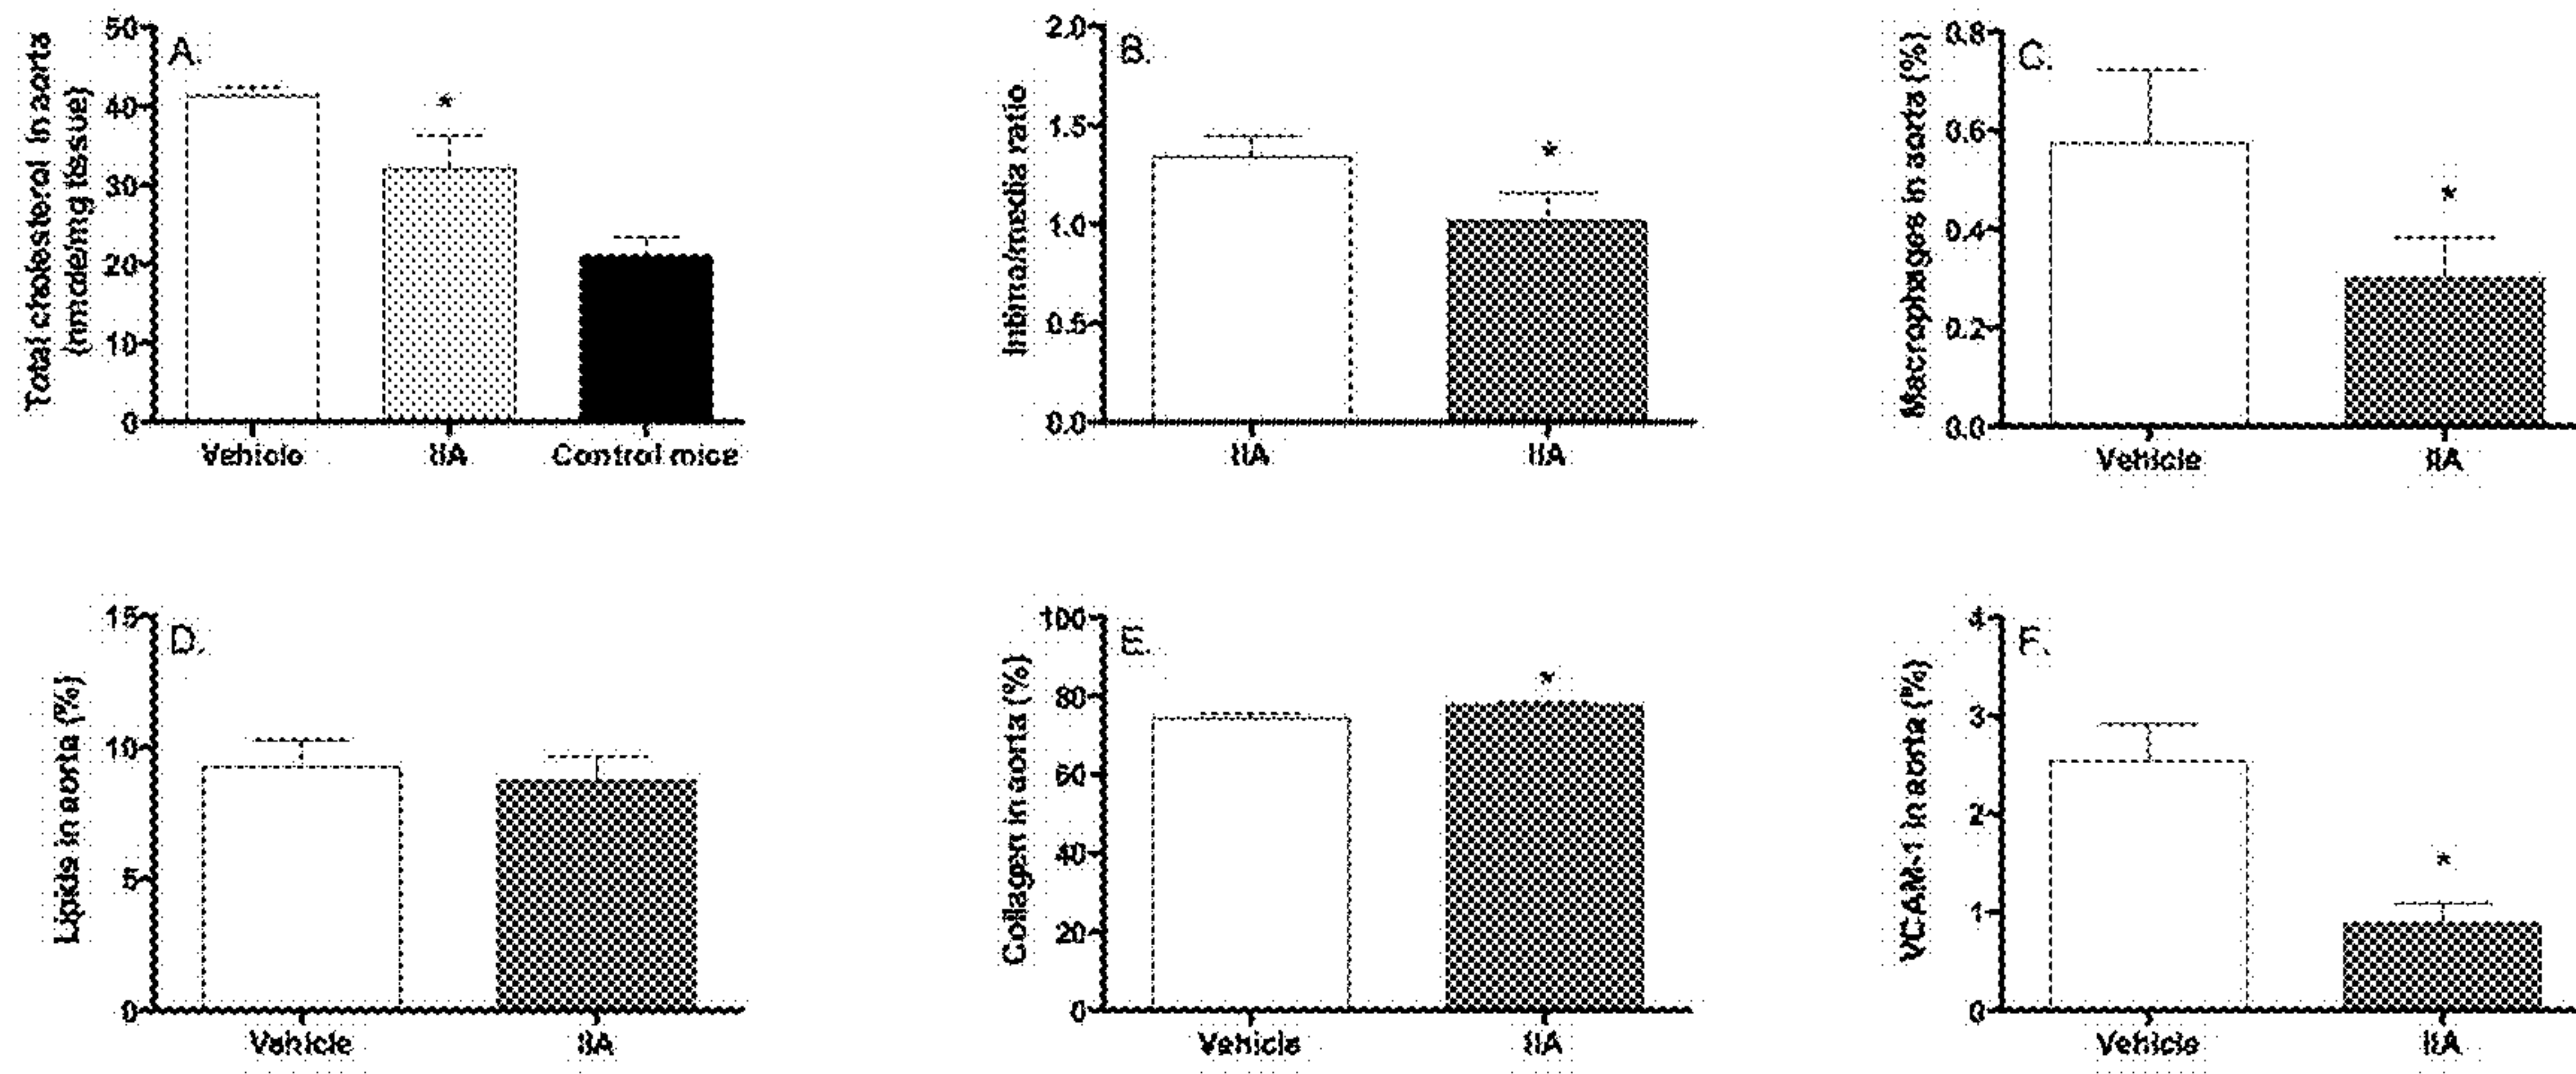 A.
Total cholesterol in aorta
(nmole/mg tissue)
50
40
30
20
10
0
*
Vehicle
IIA
Control mice
B.
Intima/media ratio
2.0
1.5
1.0
0.5
0.0
*
IIA
IIA
C.
Macrophages in aorta (%)
0.8
0.6
0.4
0.2
0.0
*
Vehicle
IIA
D.
Lipids in aorta (%)
15
10
5
0
Vehicle
IIA
E.
Collagen in aorta (%)
100
80
60
40
20
0
*
Vehicle
IIA
F.
VCAM-1 in aorta (%)
4
3
2
1
0
*
Vehicle
IIA